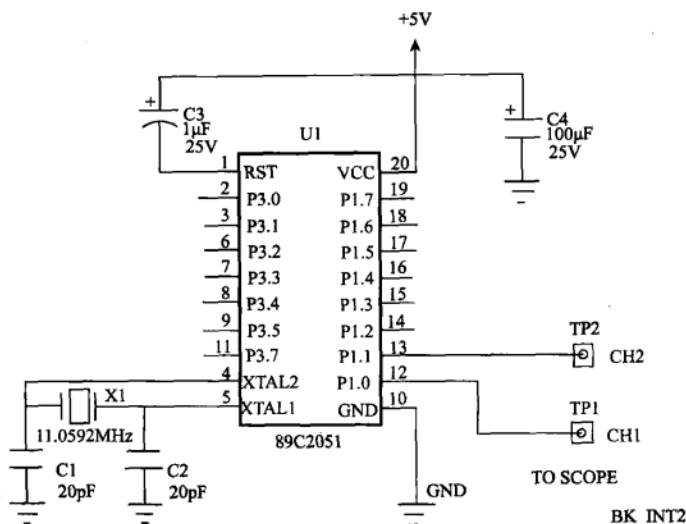 +5V
+ C3
1μF
25V
U1
+ C4
100μF
25V
1 RST VCC 20
2 P3.0 P1.7 19
3 P3.1 P1.6 18
6 P3.2 P1.5 17
7 P3.3 P1.4 16
8 P3.4 P1.3 15
9 P3.5 P1.2 14
11 P3.7 P1.1 13
4 XTAL2 P1.0 12
5 XTAL1 GND 10
TP2
CH2
TP1
CH1
X1
11.0592MHz
89C2051
C1
20pF
C2
20pF
GND
TO SCOPE
BK INT2